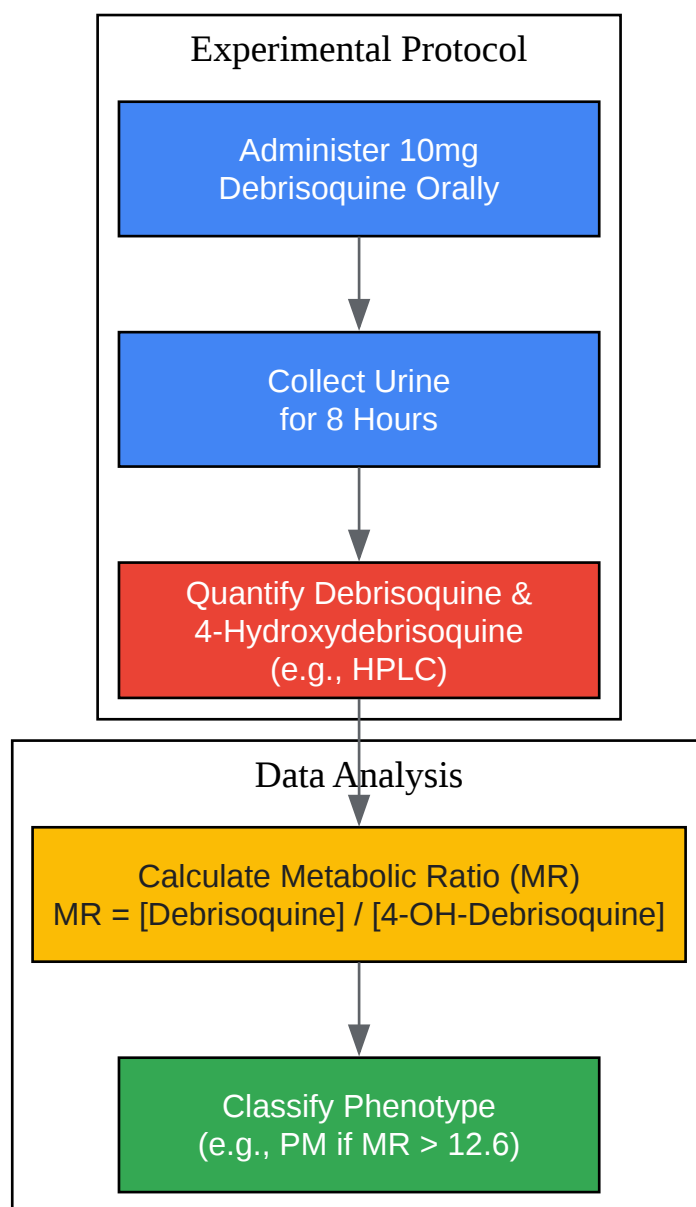 Experimental Protocol
Administer 10mg
Debrisoquine Orally
Collect Urine
for 8 Hours
Quantify Debrisoquine &
4-Hydroxydebrisoquine
(e.g., HPLC)
Data Analysis
Calculate Metabolic Ratio (MR)
MR = [Debrisoquine] / [4-OH-Debrisoquine]
Classify Phenotype
(e.g., PM if MR > 12.6)